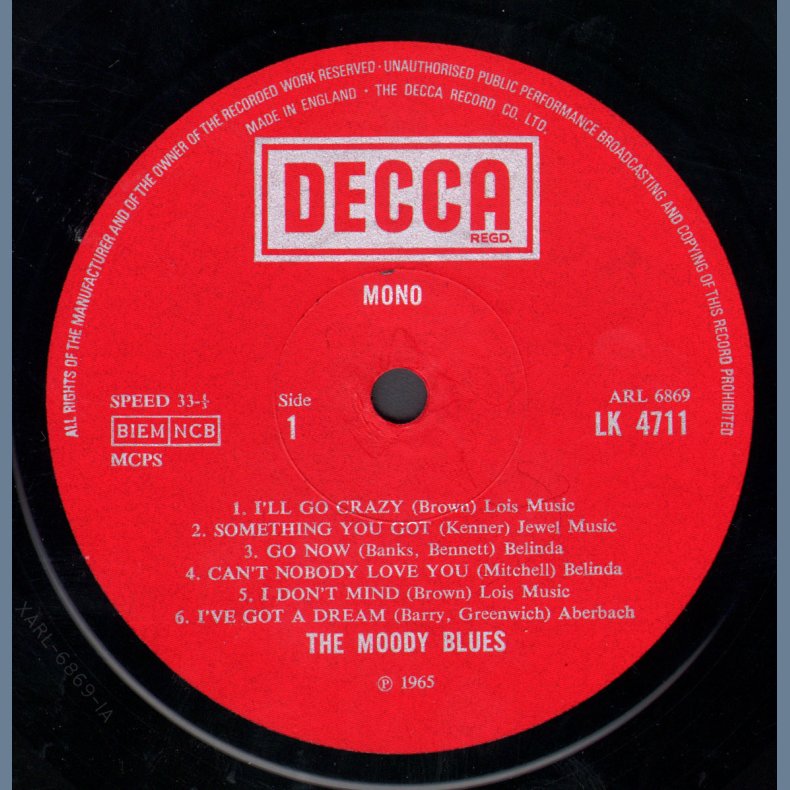 ALL RIGHTS OF THE MANUFACTURER AND OF THE OWNER OF THE RECORDED WORK RESERVED · UNAUTHORISED PUBLIC PERFORMANCE BROADCASTING AND COPYING OF THIS RECORD PROHIBITED
MADE IN ENGLAND · THE DECCA RECORD CO. LTD.
DECCA
REGD.
MONO
SPEED 33-⅓
Side
ARL 6869
BIEM NCB
1
LK 4711
MCPS
1. I'LL GO CRAZY (Brown) Lois Music
2. SOMETHING YOU GOT (Kenner) Jewel Music
3. GO NOW (Banks, Bennett) Belinda
4. CAN'T NOBODY LOVE YOU (Mitchell) Belinda
5. I DON'T MIND (Brown) Lois Music
6. I'VE GOT A DREAM (Barry, Greenwich) Aberbach
THE MOODY BLUES
℗ 1965
XARL-6869-1A